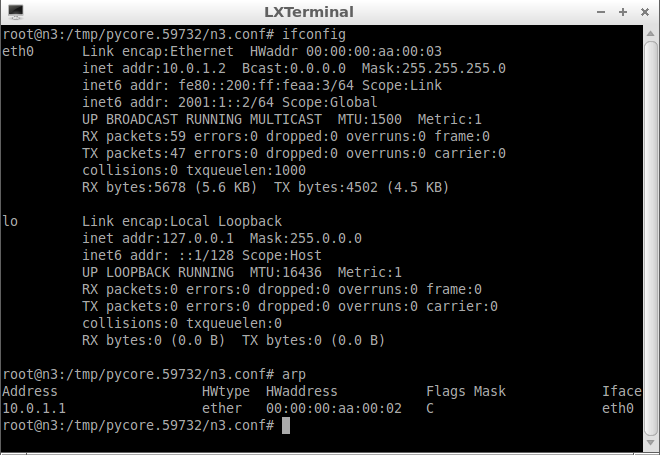 LXTerminal
root@n3:/tmp/pycore.59732/n3.conf# ifconfig
eth0      Link encap:Ethernet  HWaddr 00:00:00:aa:00:03
          inet addr:10.0.1.2  Bcast:0.0.0.0  Mask:255.255.255.0
          inet6 addr: fe80::200:ff:feaa:3/64 Scope:Link
          inet6 addr: 2001:1::2/64 Scope:Global
          UP BROADCAST RUNNING MULTICAST  MTU:1500  Metric:1
          RX packets:59 errors:0 dropped:0 overruns:0 frame:0
          TX packets:47 errors:0 dropped:0 overruns:0 carrier:0
          collisions:0 txqueuelen:1000
          RX bytes:5678 (5.6 KB)  TX bytes:4502 (4.5 KB)
lo        Link encap:Local Loopback
          inet addr:127.0.0.1  Mask:255.0.0.0
          inet6 addr: ::1/128 Scope:Host
          UP LOOPBACK RUNNING  MTU:16436  Metric:1
          RX packets:0 errors:0 dropped:0 overruns:0 frame:0
          TX packets:0 errors:0 dropped:0 overruns:0 carrier:0
          collisions:0 txqueuelen:0
          RX bytes:0 (0.0 B)  TX bytes:0 (0.0 B)
root@n3:/tmp/pycore.59732/n3.conf# arp
Address                  HWtype  HWaddress           Flags Mask            Iface
10.0.1.1                 ether   00:00:00:aa:00:02   C                     eth0
root@n3:/tmp/pycore.59732/n3.conf#